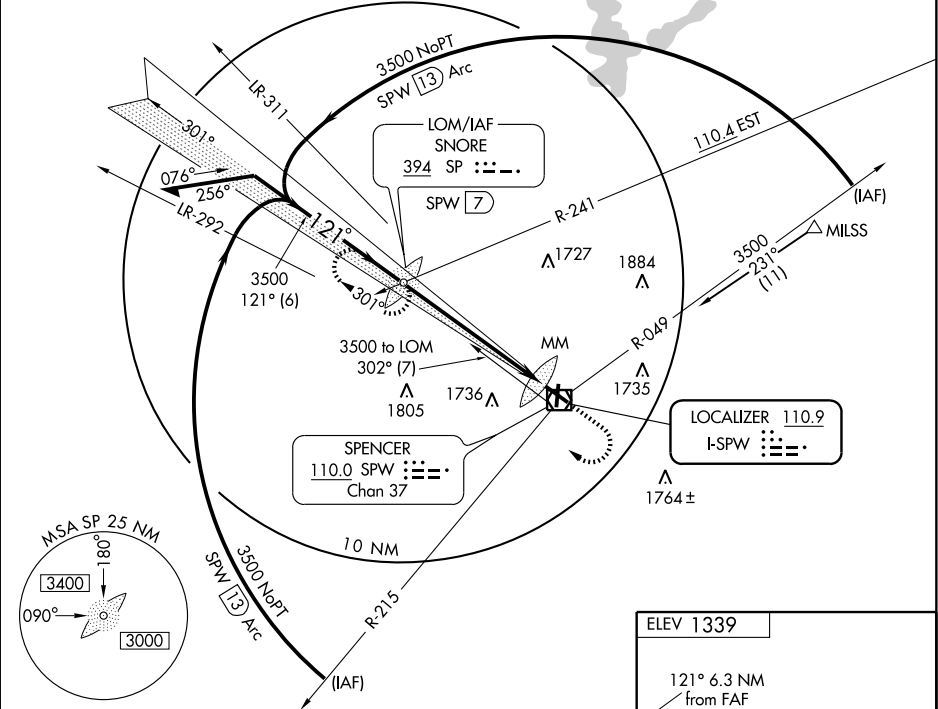 3500 NoPT
SPW 13 Arc
LR-311
301°
LOM/IAF
SNORE
394 SP
SPW 7
110.4 EST
R-241
(IAF)
MILSS
3500
231°
(11)
R-049
076°
256°
LR-292
121°
3500
121° (6)
301°
1727
1884
3500 to LOM
302° (7)
MM
1805
1736
1735
LOCALIZER 110.9
I-SPW
SPENCER
110.0 SPW
Chan 37
1764±
10 NM
MSA SP 25 NM
180°
3400
090°
3000
3500 NoPT
SPW 13 Arc
R-215
(IAF)
ELEV 1339
121° 6.3 NM
from FAF